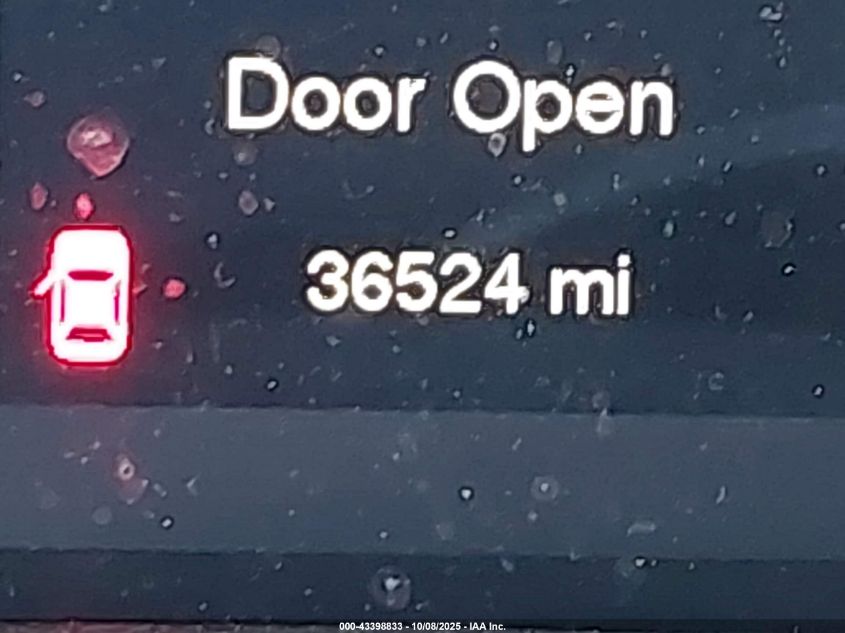 Door Open
36524 mi
000-43398833 - 10/08/2025 - IAA Inc.